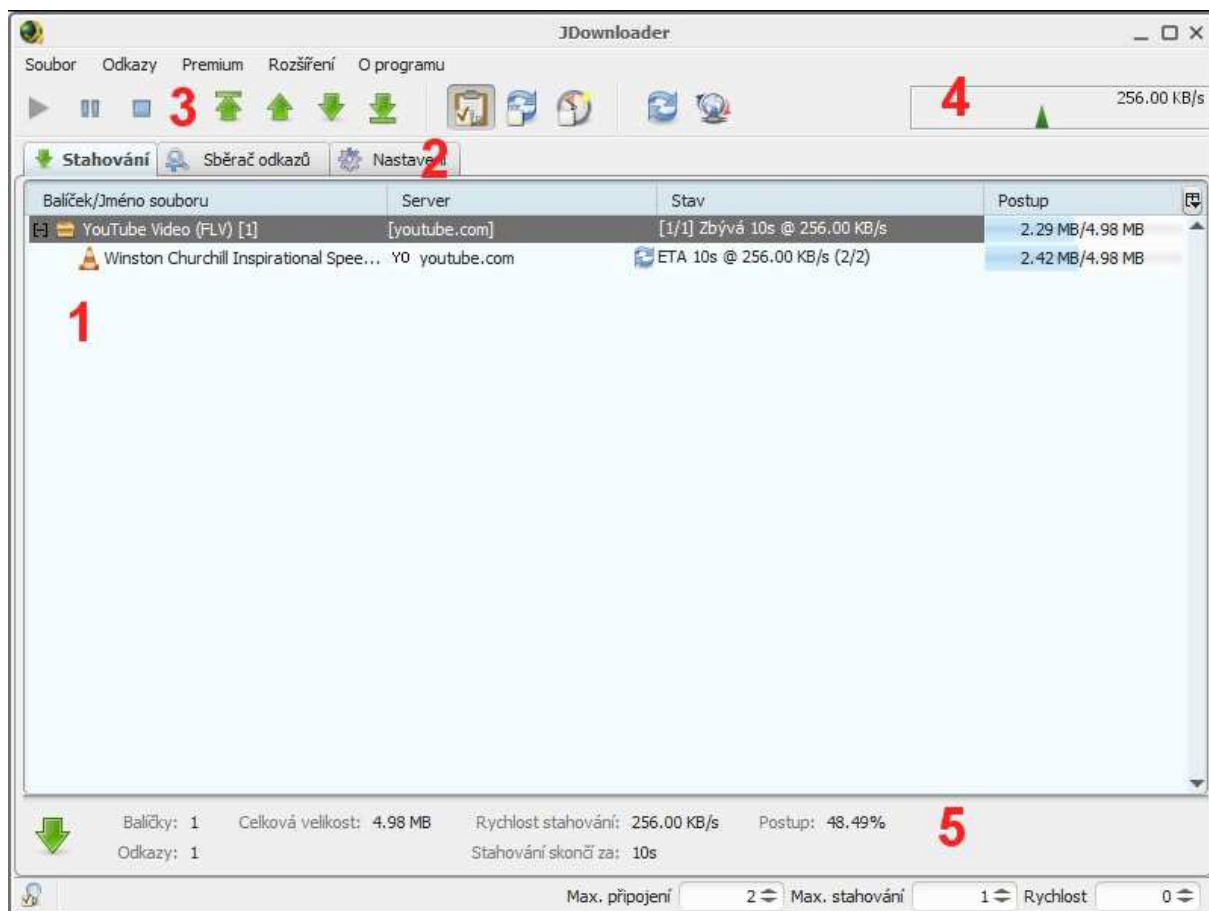 JDownloader
Soubor Odkazy Premium Rozšíření O programu
3
4
256.00 KB/s
Stahování Sběrač odkazů Nastavení
2
Balíček/Jméno souboru Server Stav Postup
YouTube Video (FLV) [1] [youtube.com] [1/1] Zbývá 10s @ 256.00 KB/s 2.29 MB/4.98 MB
Winston Churchill Inspirational Spee... YO youtube.com ETA 10s @ 256.00 KB/s (2/2) 2.42 MB/4.98 MB
1
Balíčky: 1 Celková velikost: 4.98 MB Rychlost stahování: 256.00 KB/s Postup: 48.49%
5
Odkazy: 1 Stahování skončí za: 10s
Max. připojení 2 Max. stahování 1 Rychlost 0